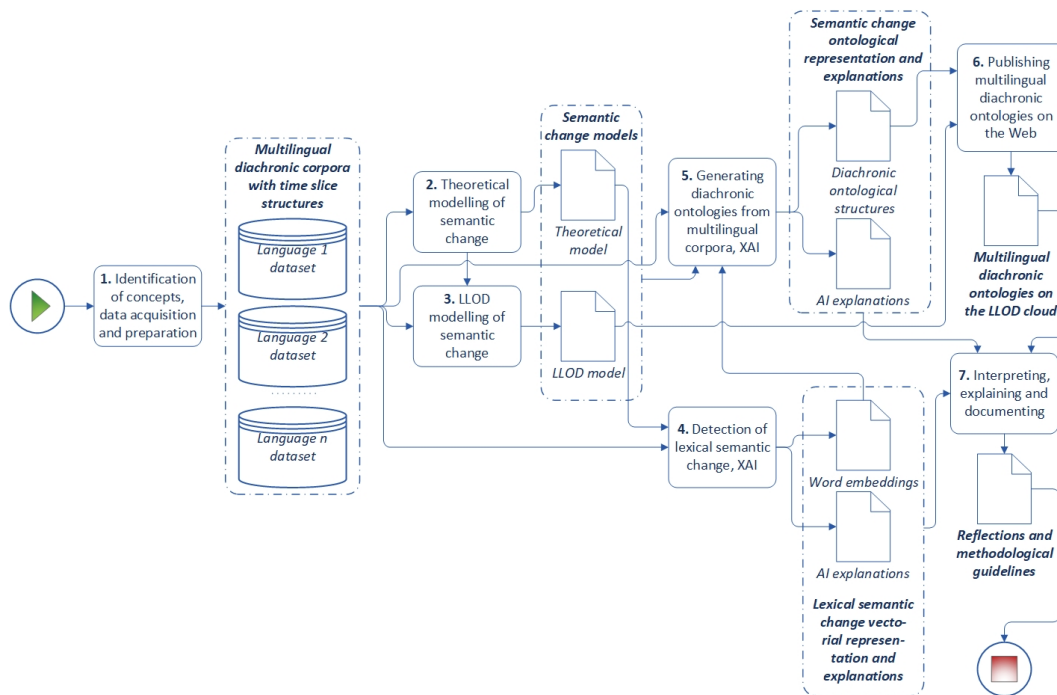 1. Identification
of concepts,
data acquisition
and preparation
Multilingual
diachronic corpora
with time slice
structures
Language 1
dataset
Language 2
dataset
..............
Language n
dataset
2. Theoretical
modelling of
semantic
change
3. LLOD
modelling of
semantic
change
Semantic
change models
Theoretical
model
LLOD model
5. Generating
diachronic
ontologies from
multilingual
corpora, XAI
4. Detection of
lexical semantic
change, XAI
Semantic change
ontological
representation and
explanations
Diachronic
ontological
structures
AI explanations
Word embeddings
AI explanations
Lexical semantic
change vecto-
rial represen-
tation and
explanations
6. Publishing
multilingual
diachronic
ontologies on
the Web
Multilingual
diachronic
ontologies on
the LLOD cloud
7. Interpreting,
explaining and
documenting
Reflections and
methodological
guidelines